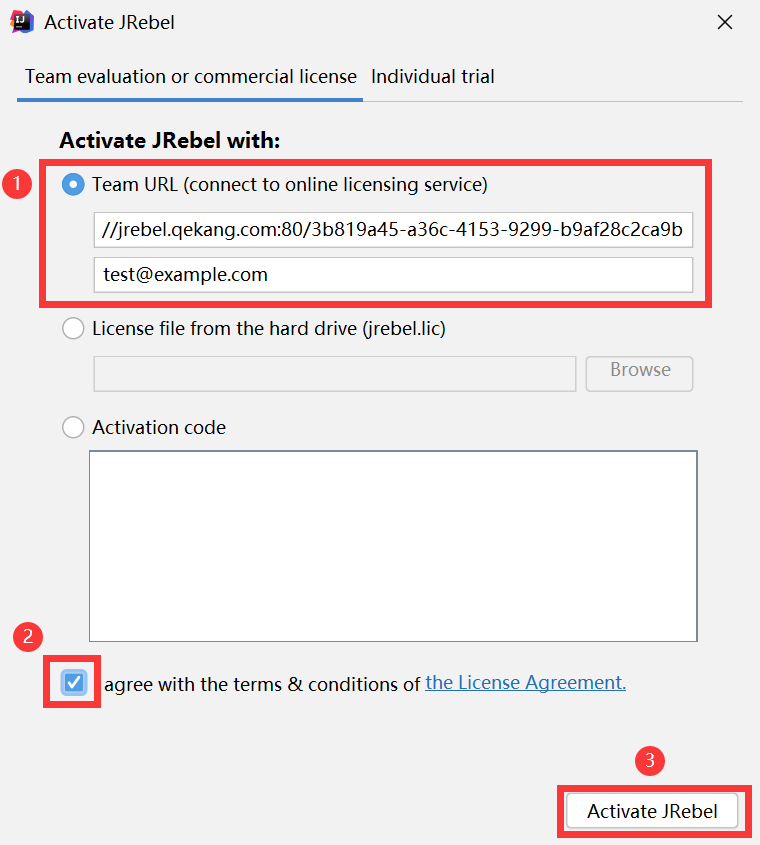 Activate JRebel
Team evaluation or commercial license Individual trial
Activate JRebel with:
1
Team URL (connect to online licensing service)
//jrebel.qekang.com:80/3b819a45-a36c-4153-9299-b9af28c2ca9b
test@example.com
License file from the hard drive (jrebel.lic)
Browse
Activation code
2
agree with the terms & conditions of the License Agreement.
3
Activate JRebel